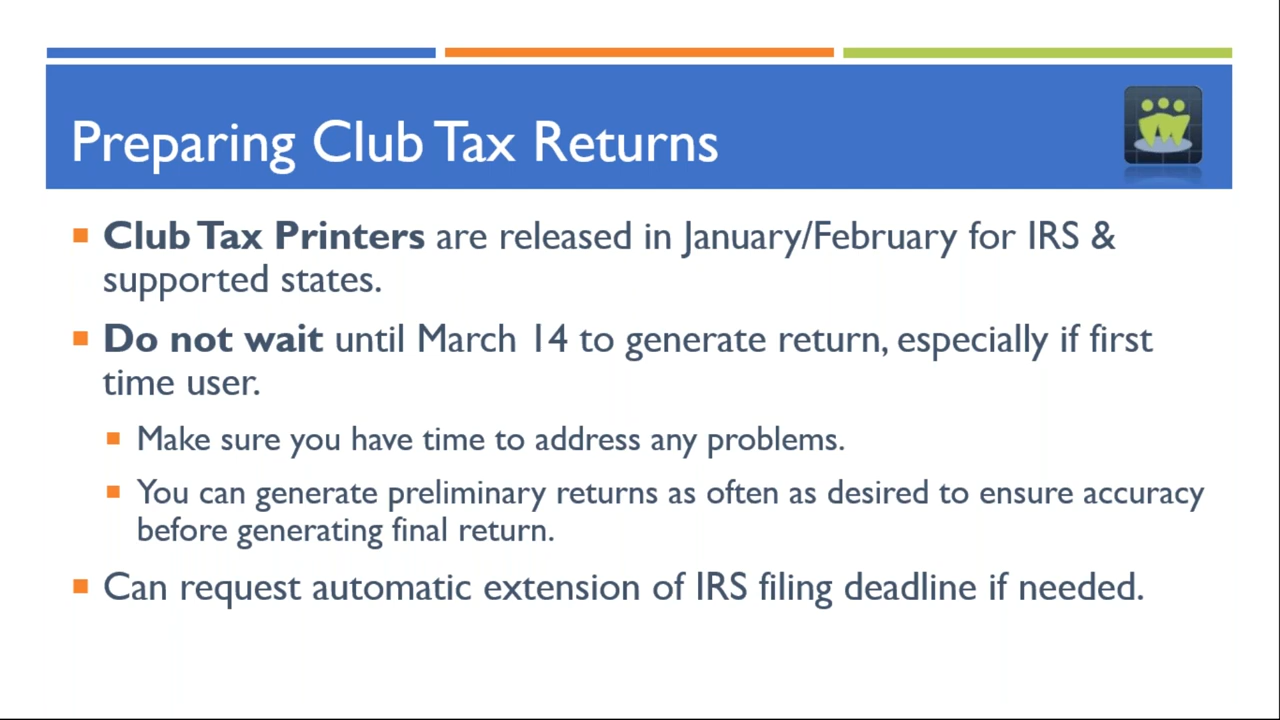 Preparing Club Tax Returns
Club Tax Printers are released in January/February for IRS &
supported states.
Do not wait until March 14 to generate return, especially if first
time user.
Make sure you have time to address any problems.
You can generate preliminary returns as often as desired to ensure accuracy
before generating final return.
Can request automatic extension of IRS filing deadline if needed.